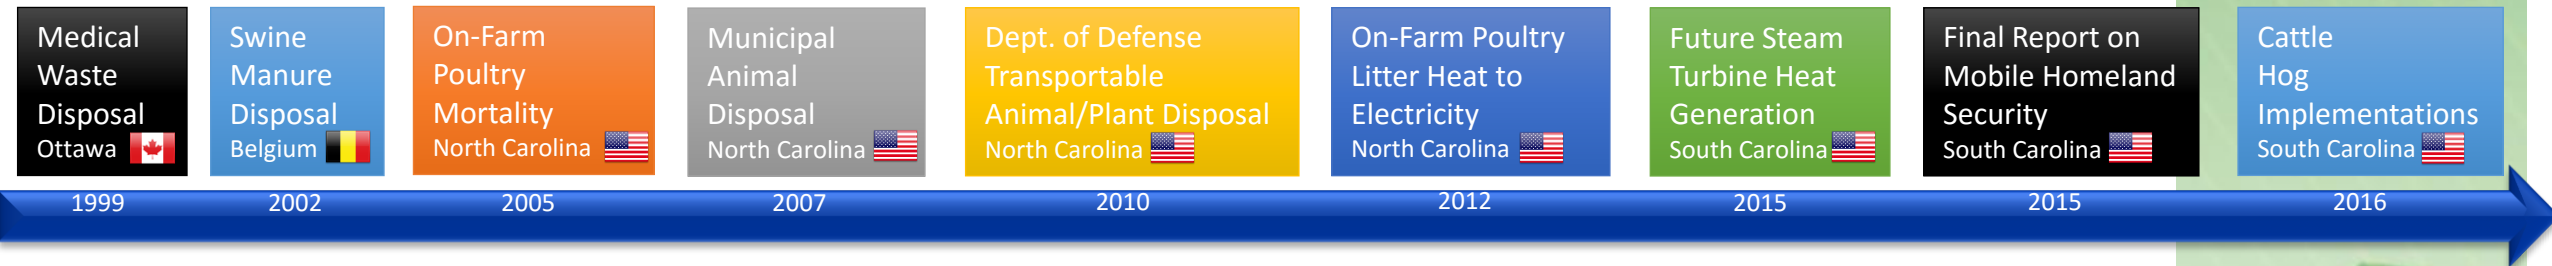 Medical
Waste
Disposal
Ottawa
Swine
Manure
Disposal
Belgium
On-Farm
Poultry
Mortality
North Carolina
Municipal
Animal
Disposal
North Carolina
Dept. of Defense
Transportable
Animal/Plant Disposal
North Carolina
On-Farm Poultry
Litter Heat to
Electricity
North Carolina
Future Steam
Turbine Heat
Generation
South Carolina
Final Report on
Mobile Homeland
Security
South Carolina
Cattle
Hog
Implementations
South Carolina
1999
2002
2005
2007
2010
2012
2015
2015
2016